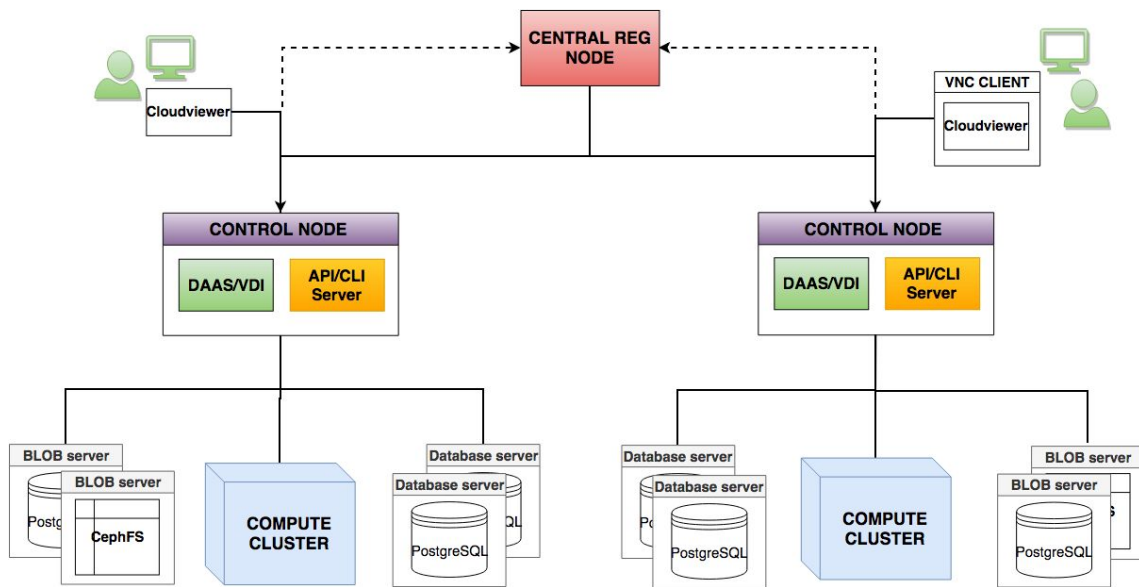 CENTRAL REG
NODE
Cloudviewer
VNC CLIENT
Cloudviewer
CONTROL NODE
DAAS/VDI
API/CLI
Server
CONTROL NODE
DAAS/VDI
API/CLI
Server
BLOB server
BLOB server
CephFS
COMPUTE
CLUSTER
Database server
Database server
PostgreSQL
Database server
Database server
PostgreSQL
COMPUTE
CLUSTER
BLOB server
BLOB server
PostgreSQL